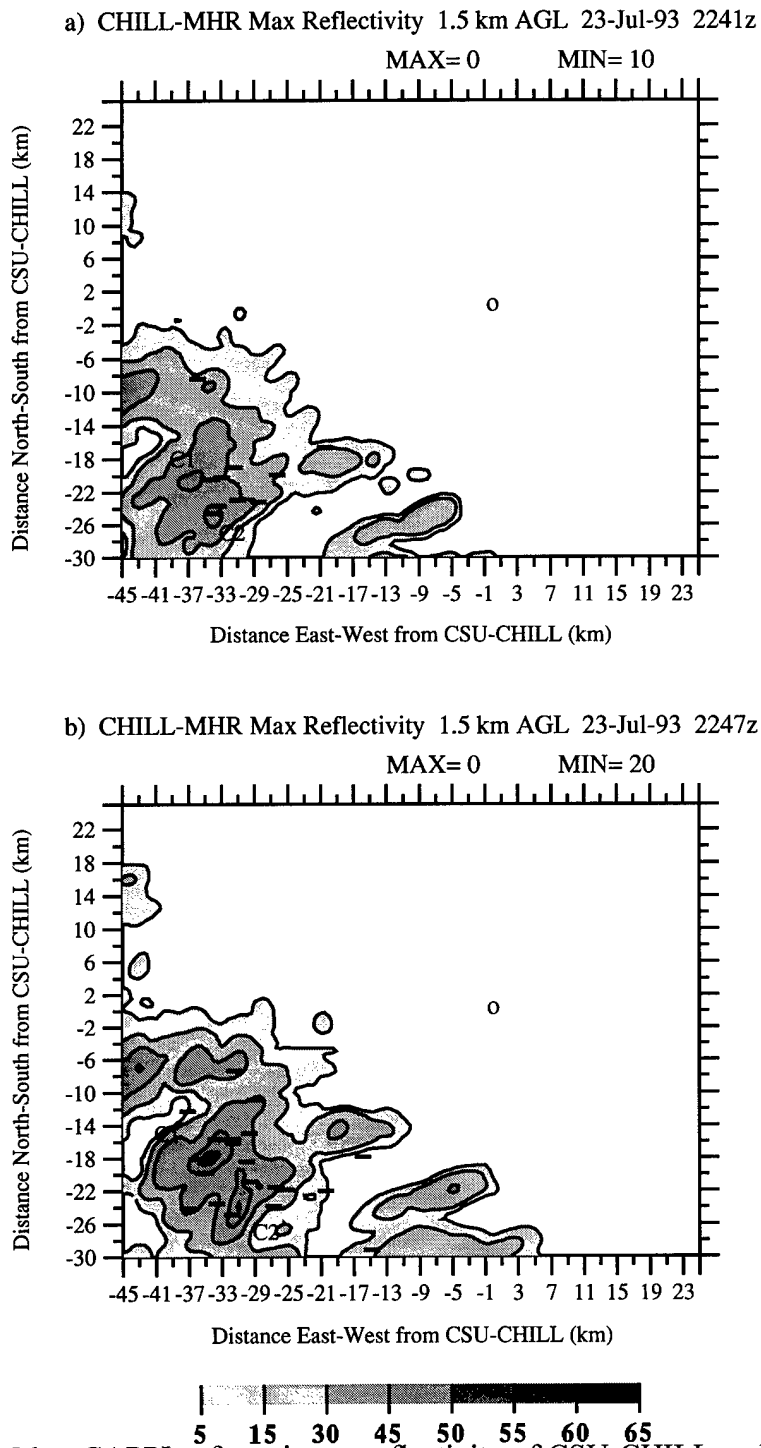 a) CHILL-MHR Max Reflectivity 1.5 km AGL 23-Jul-93 2241z
MAX= 0 MIN= 10
Distance North-South from CSU-CHILL (km)
22
18
14
10
6
2
-2
-6
-10
-14
-18
-22
-26
-30
o
C2
-45 -41 -37 -33 -29 -25 -21 -17 -13 -9 -5 -1 3 7 11 15 19 23
Distance East-West from CSU-CHILL (km)
b) CHILL-MHR Max Reflectivity 1.5 km AGL 23-Jul-93 2247z
MAX= 0 MIN= 20
Distance North-South from CSU-CHILL (km)
22
18
14
10
6
2
-2
-6
-10
-14
-18
-22
-26
-30
o
C2
-45 -41 -37 -33 -29 -25 -21 -17 -13 -9 -5 -1 3 7 11 15 19 23
Distance East-West from CSU-CHILL (km)
5 15 30 45 50 55 60 65